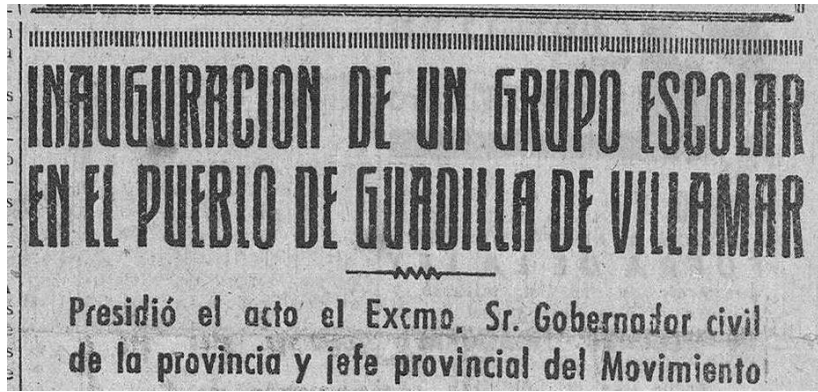 INAUGURACION DE UN GRUPO ESCOLAR
EN EL PUEBLO DE GUADILLA DE VILLAMAR
Presidió el acto el Excmo. Sr. Gobernador civil
de la provincia y jefe provincial del Movimiento